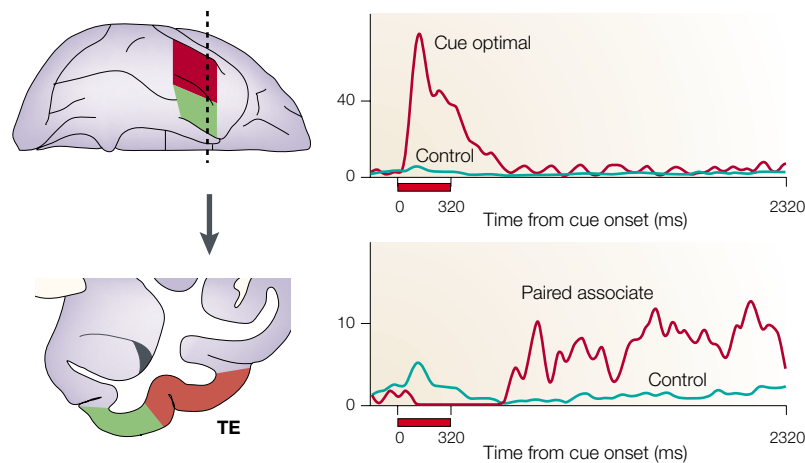 Cue optimal
40
Control
0
0 320 2320
Time from cue onset (ms)
Paired associate
10
Control
0
0 320 2320
Time from cue onset (ms)
TE